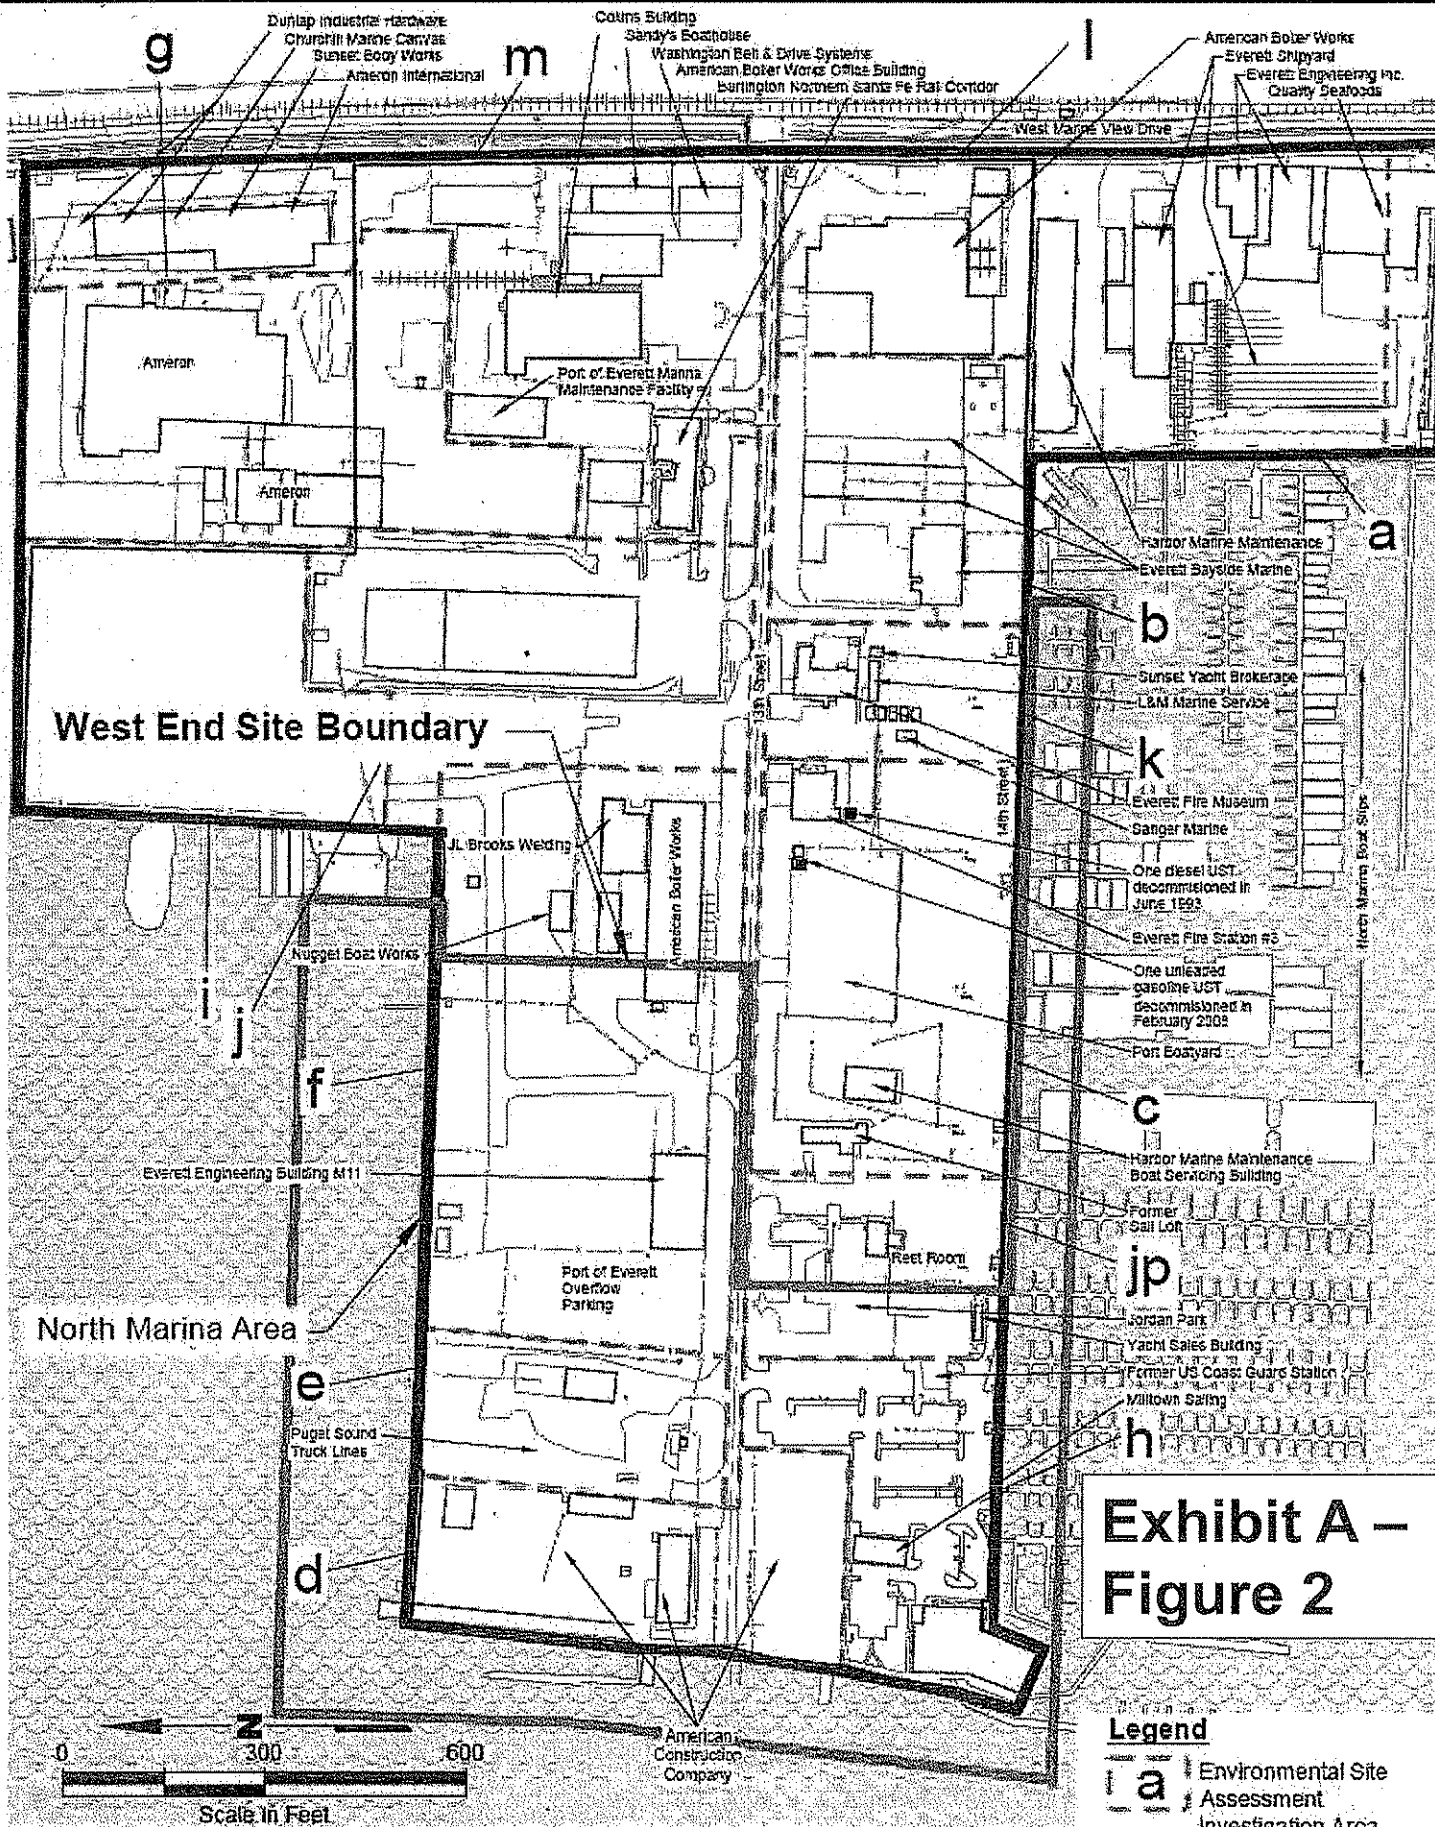 g
Dunlap Industrial Hardware
Churchill Marine Canvas
Sunset Body Works
Ameron International
m
Collins Building
Sandy's Boathouse
Washington Belt & Drive Systems
American Boiler Works Office Building
Burlington Northern Santa Fe Rail Corridor
l
American Boiler Works
Everett Shipyard
Everett Engineering Inc.
Quality Seafoods
West Marine View Drive
Ameron
Port of Everett Marina
Maintenance Facility
Ameron
Harbor Marine Maintenance
a
Everett Bayside Marine
b
13th Street
Sunset Yacht Brokerage
L&M Marine Service
West End Site Boundary
k
14th Street
Everett Fire Museum
Sanger Marine
North Marina Boat Slips
JL Brooks Welding
American Boiler Works
One diesel UST
decommisioned in
June 1993
Everett Fire Station #3
Nugget Boat Works
One unleaded
gasoline UST
decommisioned in
February 2005
i
j
Port Boatyard
f
c
Everett Engineering Building M11
Harbor Marine Maintenance
Boat Servicing Building
Former
Sail Loft
Rest Room
jp
Port of Everett
Overflow
Parking
North Marina Area
Jordan Park
Yacht Sales Building
e
Former US Coast Guard Station
Milltown Sailing
Puget Sound
Truck Lines
h
Exhibit A –
Figure 2
d
American
Construction
Company
N
0 300 600
Scale in Feet
Legend
a
Environmental Site
Assessment
Investigation Area